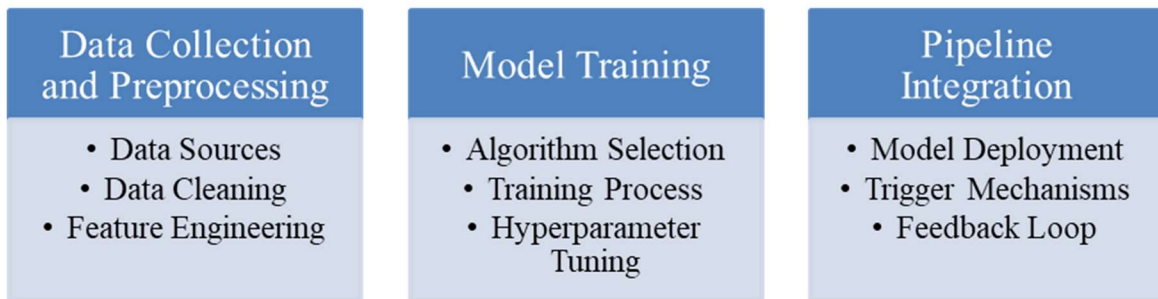 Data Collection
and Preprocessing
• Data Sources
• Data Cleaning
• Feature Engineering
Model Training
• Algorithm Selection
• Training Process
• Hyperparameter
Tuning
Pipeline
Integration
• Model Deployment
• Trigger Mechanisms
• Feedback Loop